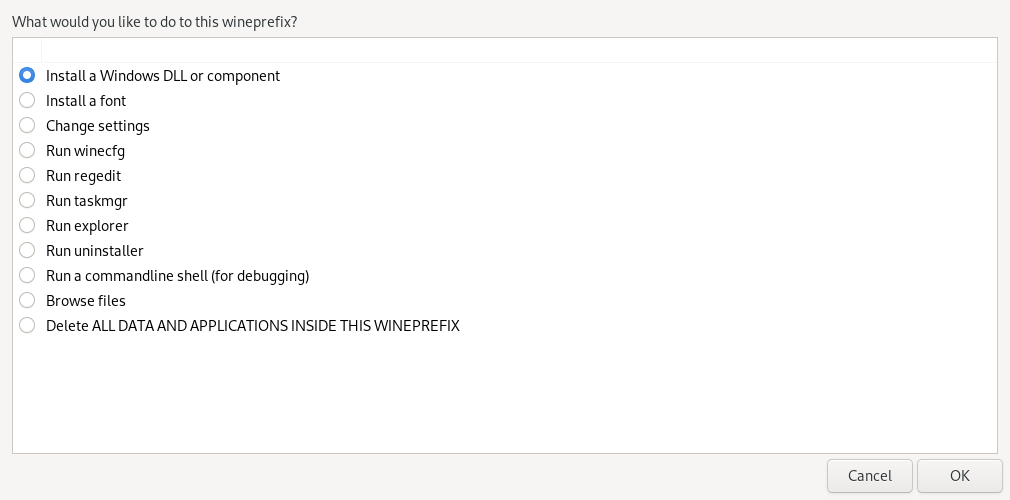 What would you like to do to this wineprefix?
Install a Windows DLL or component
Install a font
Change settings
Run winecfg
Run regedit
Run taskmgr
Run explorer
Run uninstaller
Run a commandline shell (for debugging)
Browse files
Delete ALL DATA AND APPLICATIONS INSIDE THIS WINEPREFIX
Cancel OK